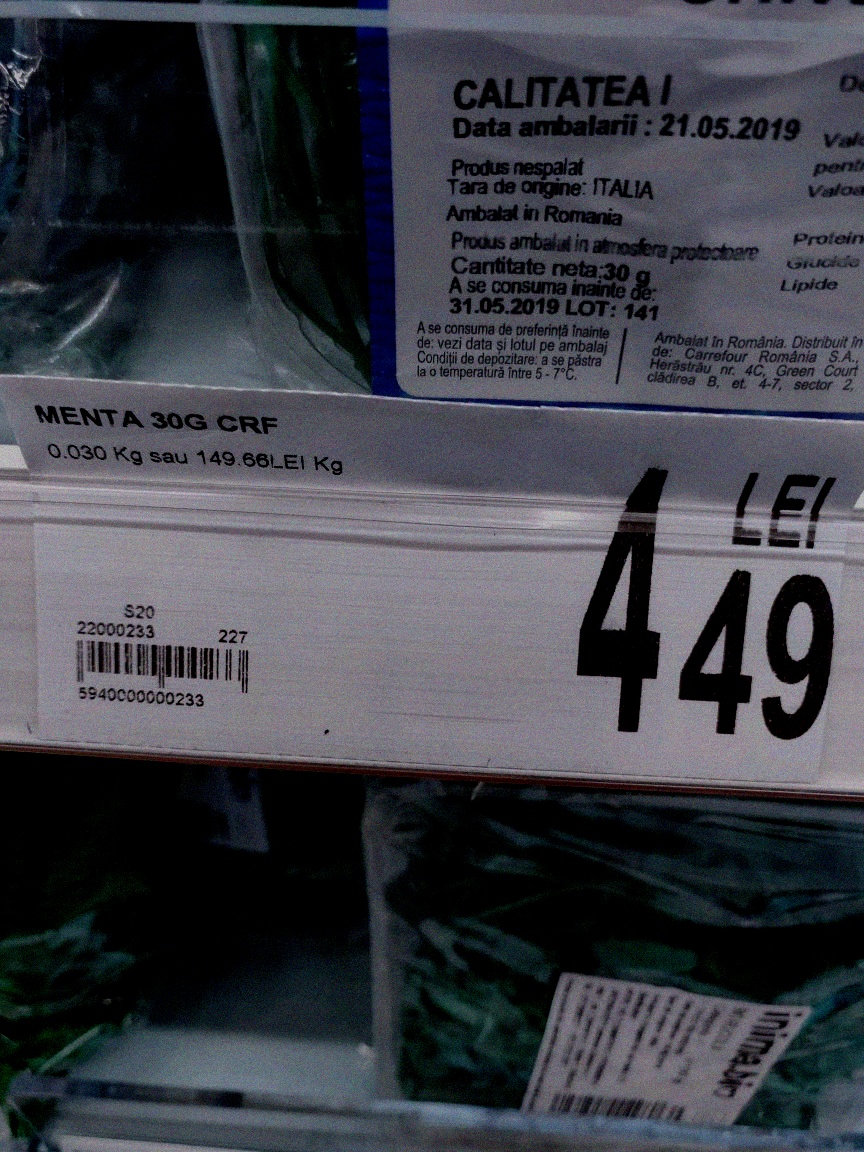 CALITATEA I
Data ambalarii : 21.05.2019
Produs nespalat
Tara de origine: ITALIA
Ambalat in Romania
Produs ambalat in atmosfera protectoare
Cantitate neta:30 g
A se consuma inainte de:
31.05.2019 LOT: 141
A se consuma de preferință înainte
de: vezi data și lotul pe ambalaj
Condiții de depozitare: a se păstra
la o temperatură între 5 - 7°C.
pentr
Valoa
Protein
Glucide
Lipide
Ambalat în România. Distribuit în
de: Carrefour România S.A.,
Herăstrău nr. 4C, Green Court
clădirea B, et. 4-7, sector 2,
MENTA 30G CRF
0.030 Kg sau 149.66LEI Kg
4 LEI
49
S20
22000233 227
5940000000233
inima.bio